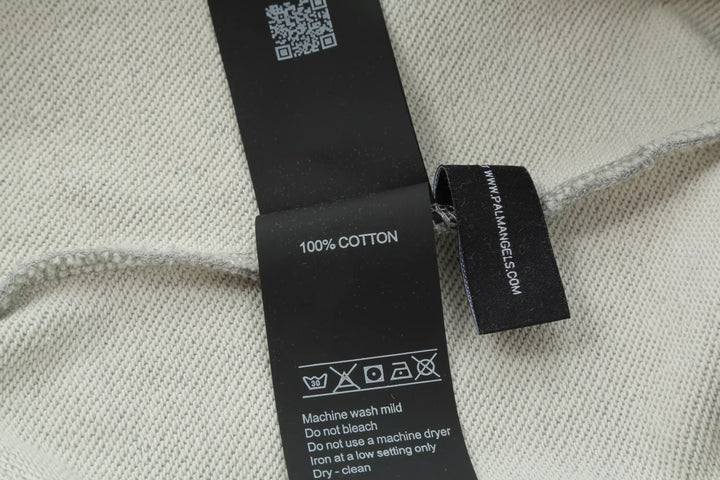 100% COTTON
30
Machine wash mild
Do not bleach
Do not use a machine dryer
Iron at a low setting only
Dry - clean
WWW.PALMANGELS.COM